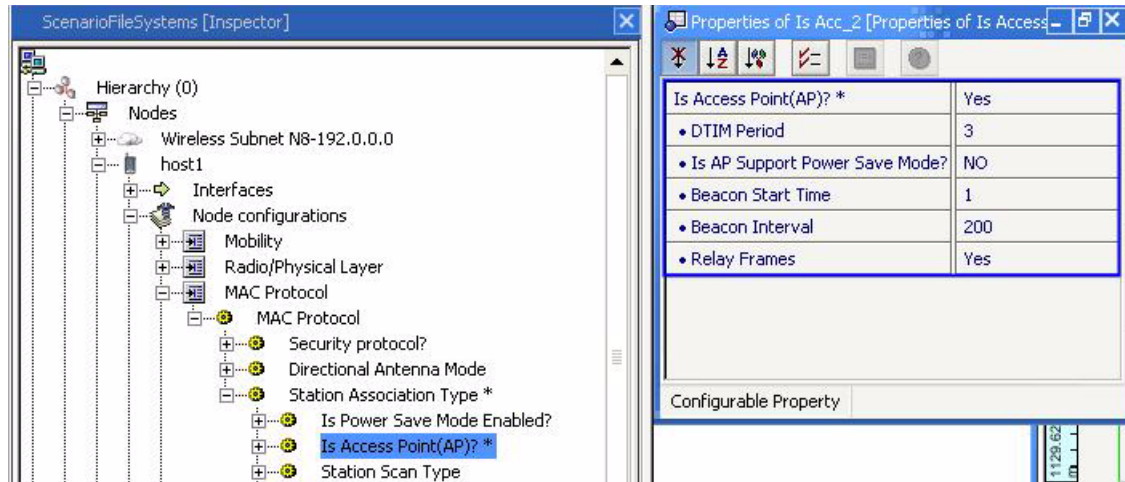 ScenarioFileSystems [Inspector]
Hierarchy (0)
Nodes
Wireless Subnet N8-192.0.0.0
host1
Interfaces
Node configurations
Mobility
Radio/Physical Layer
MAC Protocol
MAC Protocol
Security protocol?
Directional Antenna Mode
Station Association Type *
Is Power Save Mode Enabled?
Is Access Point(AP)? *
Station Scan Type
Properties of Is Acc_2 [Properties of Is Access
Is Access Point(AP)? * Yes
• DTIM Period 3
• Is AP Support Power Save Mode? NO
• Beacon Start Time 1
• Beacon Interval 200
• Relay Frames Yes
Configurable Property
1129.62
m